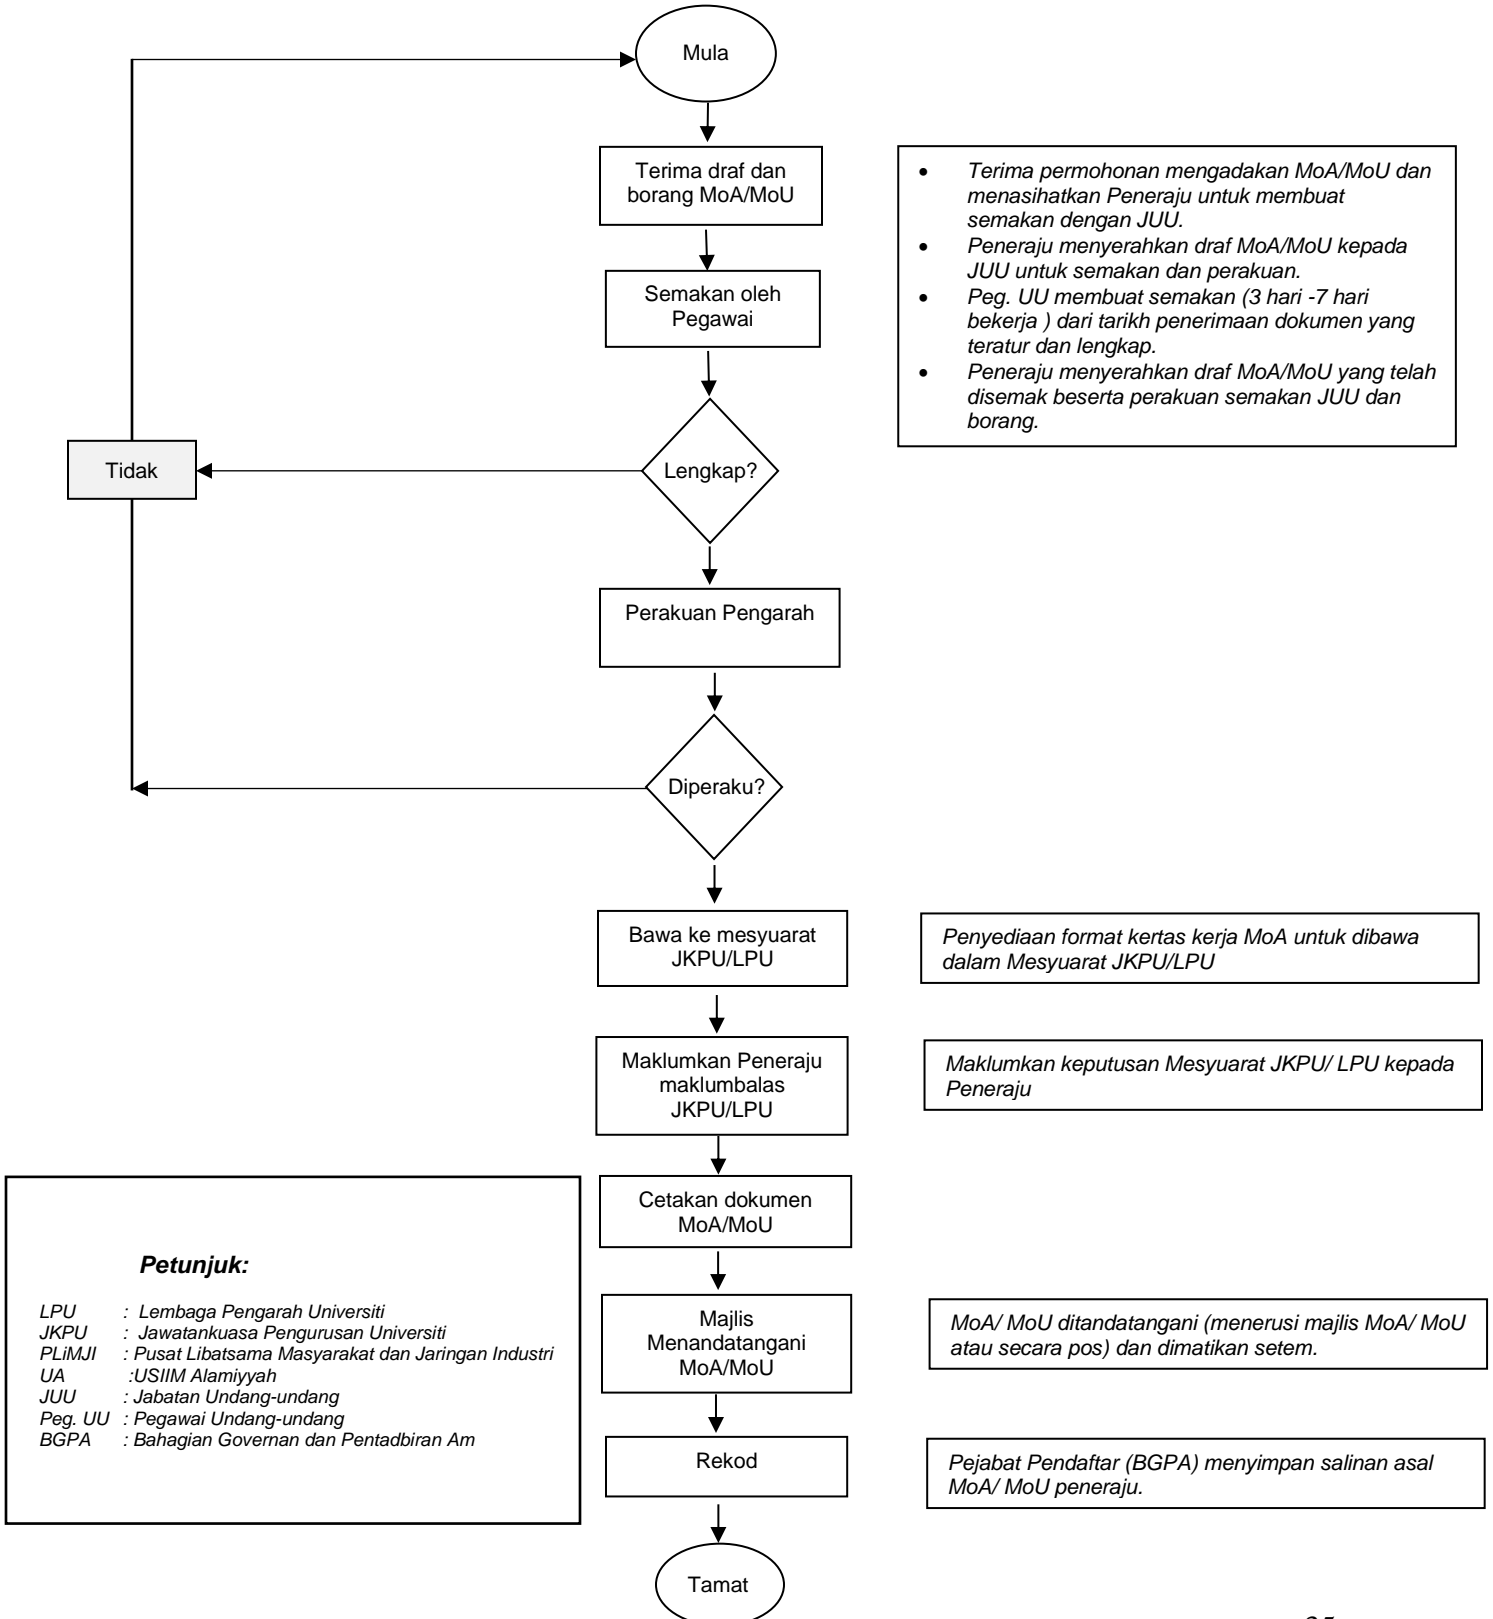 Mula
Terima draf dan
borang MoA/MoU
• Terima permohonan mengadakan MoA/MoU dan
menasihatkan Peneraju untuk membuat
semakan dengan JUU.
• Peneraju menyerahkan draf MoA/MoU kepada
JUU untuk semakan dan perakuan.
• Peg. UU membuat semakan (3 hari -7 hari
bekerja ) dari tarikh penerimaan dokumen yang
teratur dan lengkap.
• Peneraju menyerahkan draf MoA/MoU yang telah
disemak beserta perakuan semakan JUU dan
borang.
Semakan oleh
Pegawai
Tidak
Lengkap?
Perakuan Pengarah
Diperaku?
Bawa ke mesyuarat
JKPU/LPU
Penyediaan format kertas kerja MoA untuk dibawa
dalam Mesyuarat JKPU/LPU
Maklumkan Peneraju
maklumbalas
JKPU/LPU
Maklumkan keputusan Mesyuarat JKPU/ LPU kepada
Peneraju
Cetakan dokumen
MoA/MoU
Majlis
Menandatangani
MoA/MoU
MoA/ MoU ditandatangani (menerusi majlis MoA/ MoU
atau secara pos) dan dimatikan setem.
Rekod
Pejabat Pendaftar (BGPA) menyimpan salinan asal
MoA/ MoU peneraju.
Tamat
Petunjuk:
LPU : Lembaga Pengarah Universiti
JKPU : Jawatankuasa Pengurusan Universiti
PLiMJI : Pusat Libatsama Masyarakat dan Jaringan Industri
UA :USIIM Alamiyyah
JUU : Jabatan Undang-undang
Peg. UU : Pegawai Undang-undang
BGPA : Bahagian Governan dan Pentadbiran Am